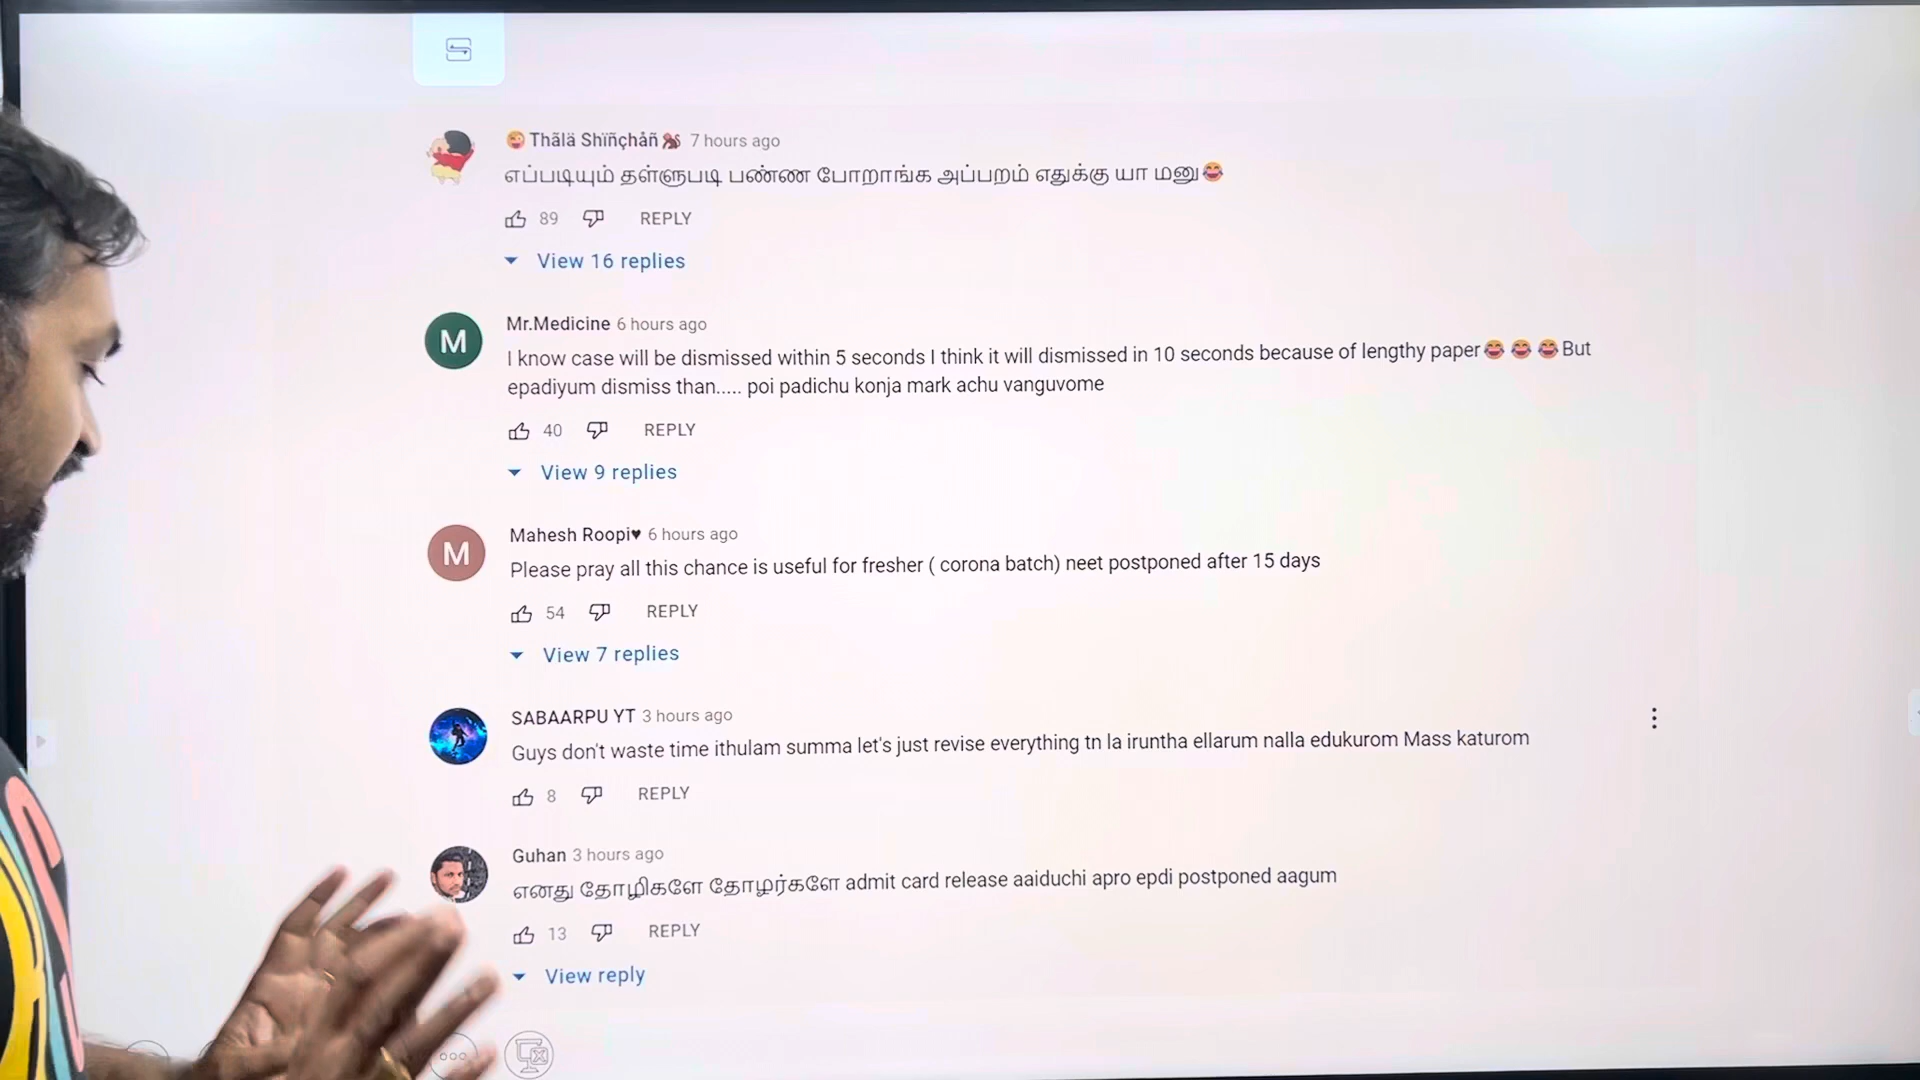 😜 Thãlä Shïñçhåñ🐒 7 hours ago
எப்படியும் தள்ளுபடி பண்ண போறாங்க அப்பறம் எதுக்கு யா மனு😂
89 REPLY
View 16 replies
M
Mr.Medicine 6 hours ago
I know case will be dismissed within 5 seconds I think it will dismissed in 10 seconds because of lengthy paper😂 😂 😂But
epadiyum dismiss than..... poi padichu konja mark achu vanguvome
40 REPLY
View 9 replies
M
Mahesh Roopi♥ 6 hours ago
Please pray all this chance is useful for fresher ( corona batch) neet postponed after 15 days
54 REPLY
View 7 replies
SABAARPU YT 3 hours ago
Guys don't waste time ithulam summa let's just revise everything tn la iruntha ellarum nalla edukurom Mass katurom
8 REPLY
Guhan 3 hours ago
எனது தோழிகளே தோழர்களே admit card release aaiduchi apro epdi postponed aagum
13 REPLY
View reply